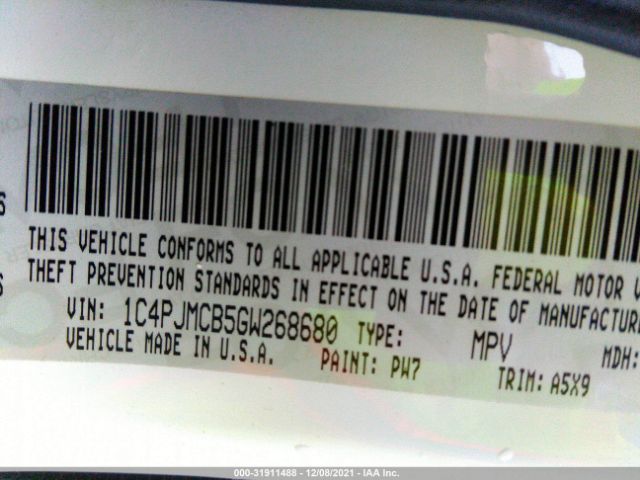 THIS VEHICLE CONFORMS TO ALL APPLICABLE U.S.A. FEDERAL MOTOR
THEFT PREVENTION STANDARDS IN EFFECT ON THE DATE OF MANUFACTUR
VIN: 1C4PJMCB5GW268680 TYPE: MPV MDH:
VEHICLE MADE IN U.S.A. PAINT: PW7 TRIM: A5X9
000-31911488 - 12/08/2021 - IAA Inc.